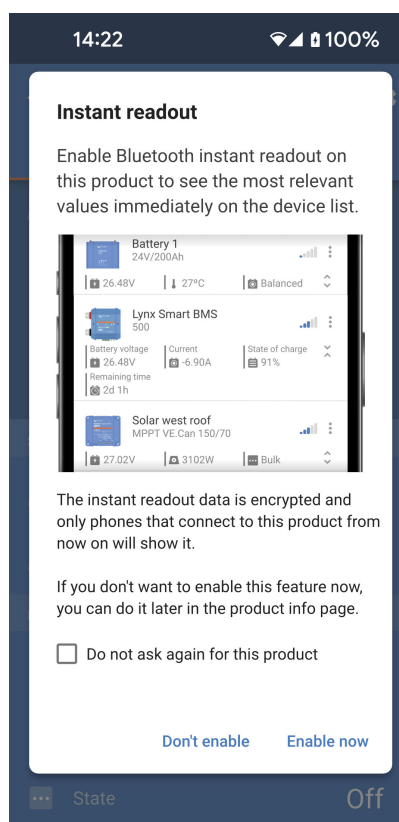 14:22
100%
Instant readout
Enable Bluetooth instant readout on
this product to see the most relevant
values immediately on the device list.
Battery 1
24V/200Ah
26.48V
27ºC
Balanced
Lynx Smart BMS
500
Battery voltage
Current
State of charge
26.48V
-6.90A
91%
Remaining time
2d 1h
Solar west roof
MPPT VE.Can 150/70
27.02V
3102W
Bulk
The instant readout data is encrypted and
only phones that connect to this product from
now on will show it.
If you don't want to enable this feature now,
you can do it later in the product info page.
Do not ask again for this product
Don't enable
Enable now
State
Off